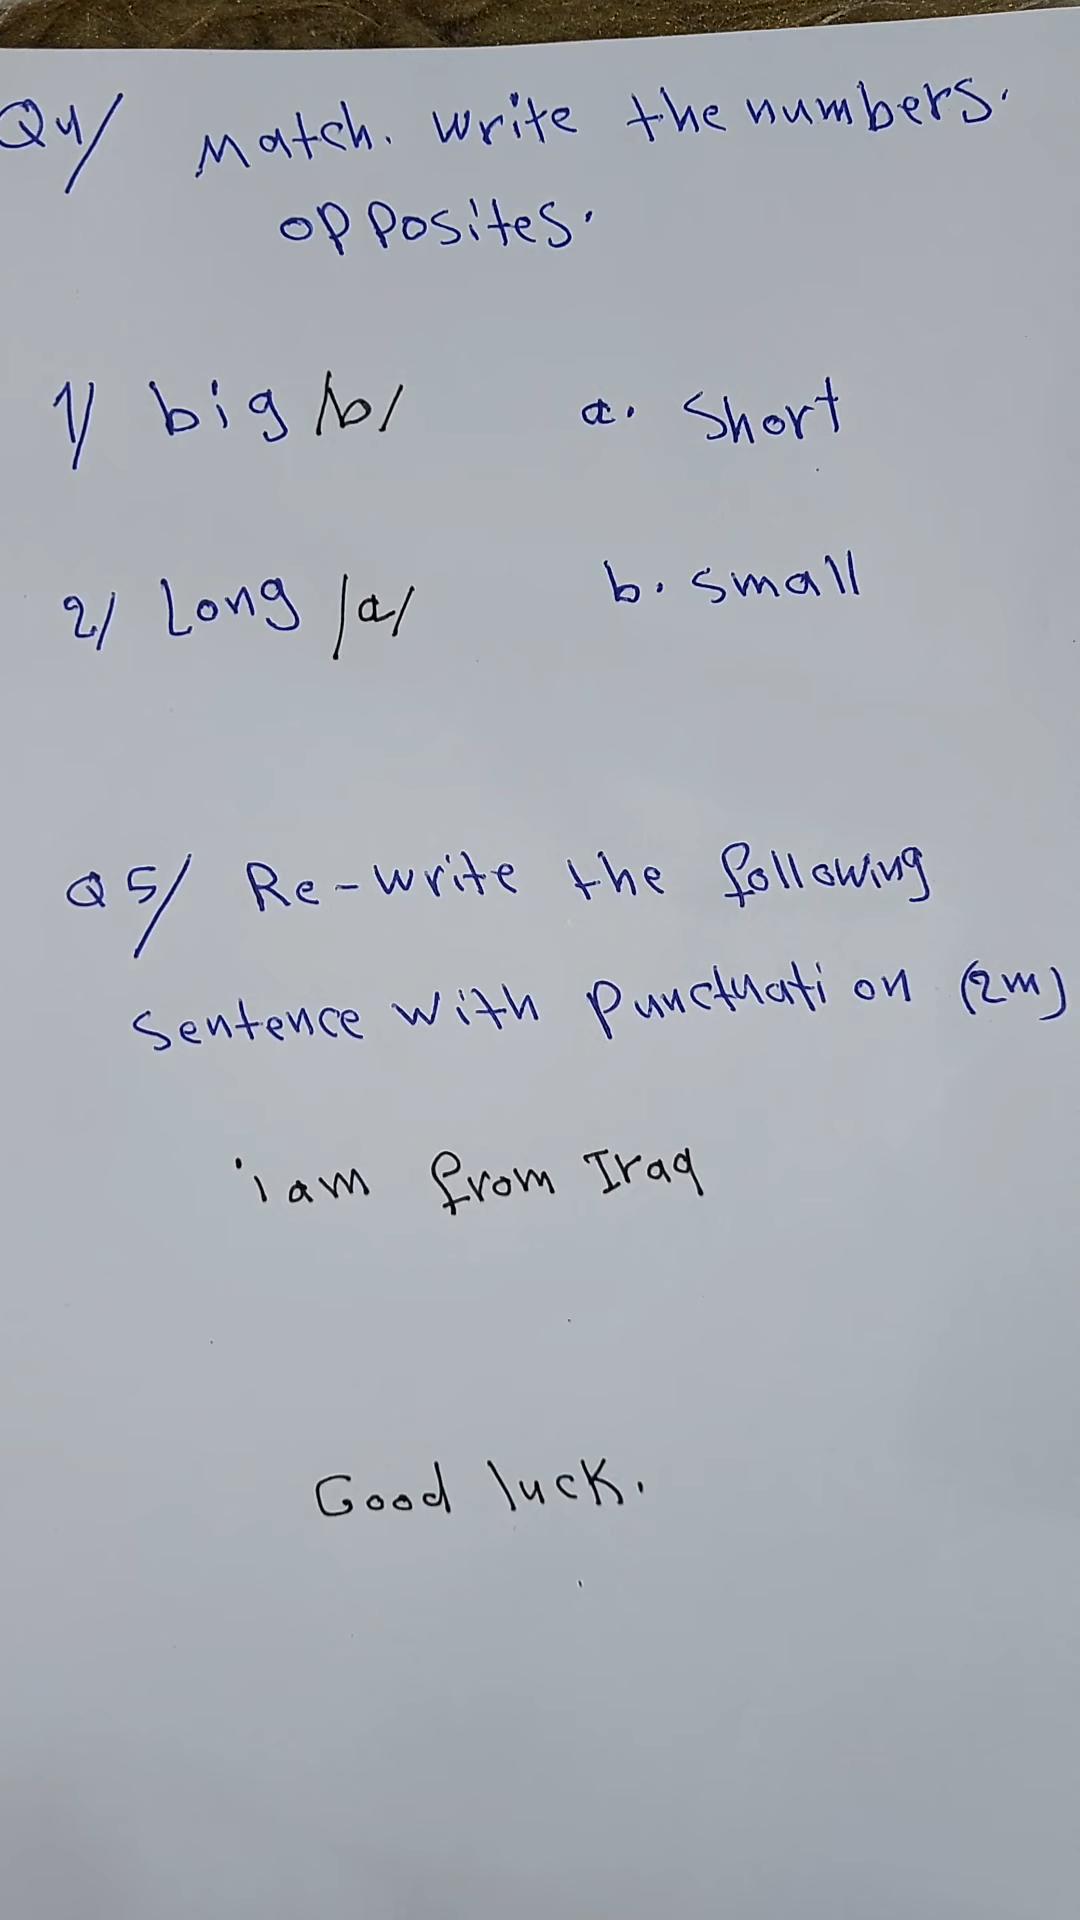 Q4/ Match. Write the numbers.
opposites.
1/ big /b/ a. Short
2/ Long /a/ b. small
Q5/ Re-write the following
Sentence with Punctuation (2m)
i am from Iraq
Good luck.